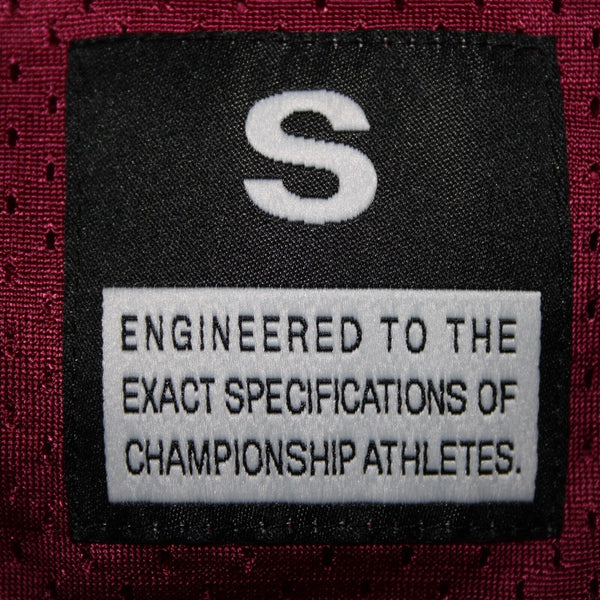 S
ENGINEERED TO THE
EXACT SPECIFICATIONS OF
CHAMPIONSHIP ATHLETES.